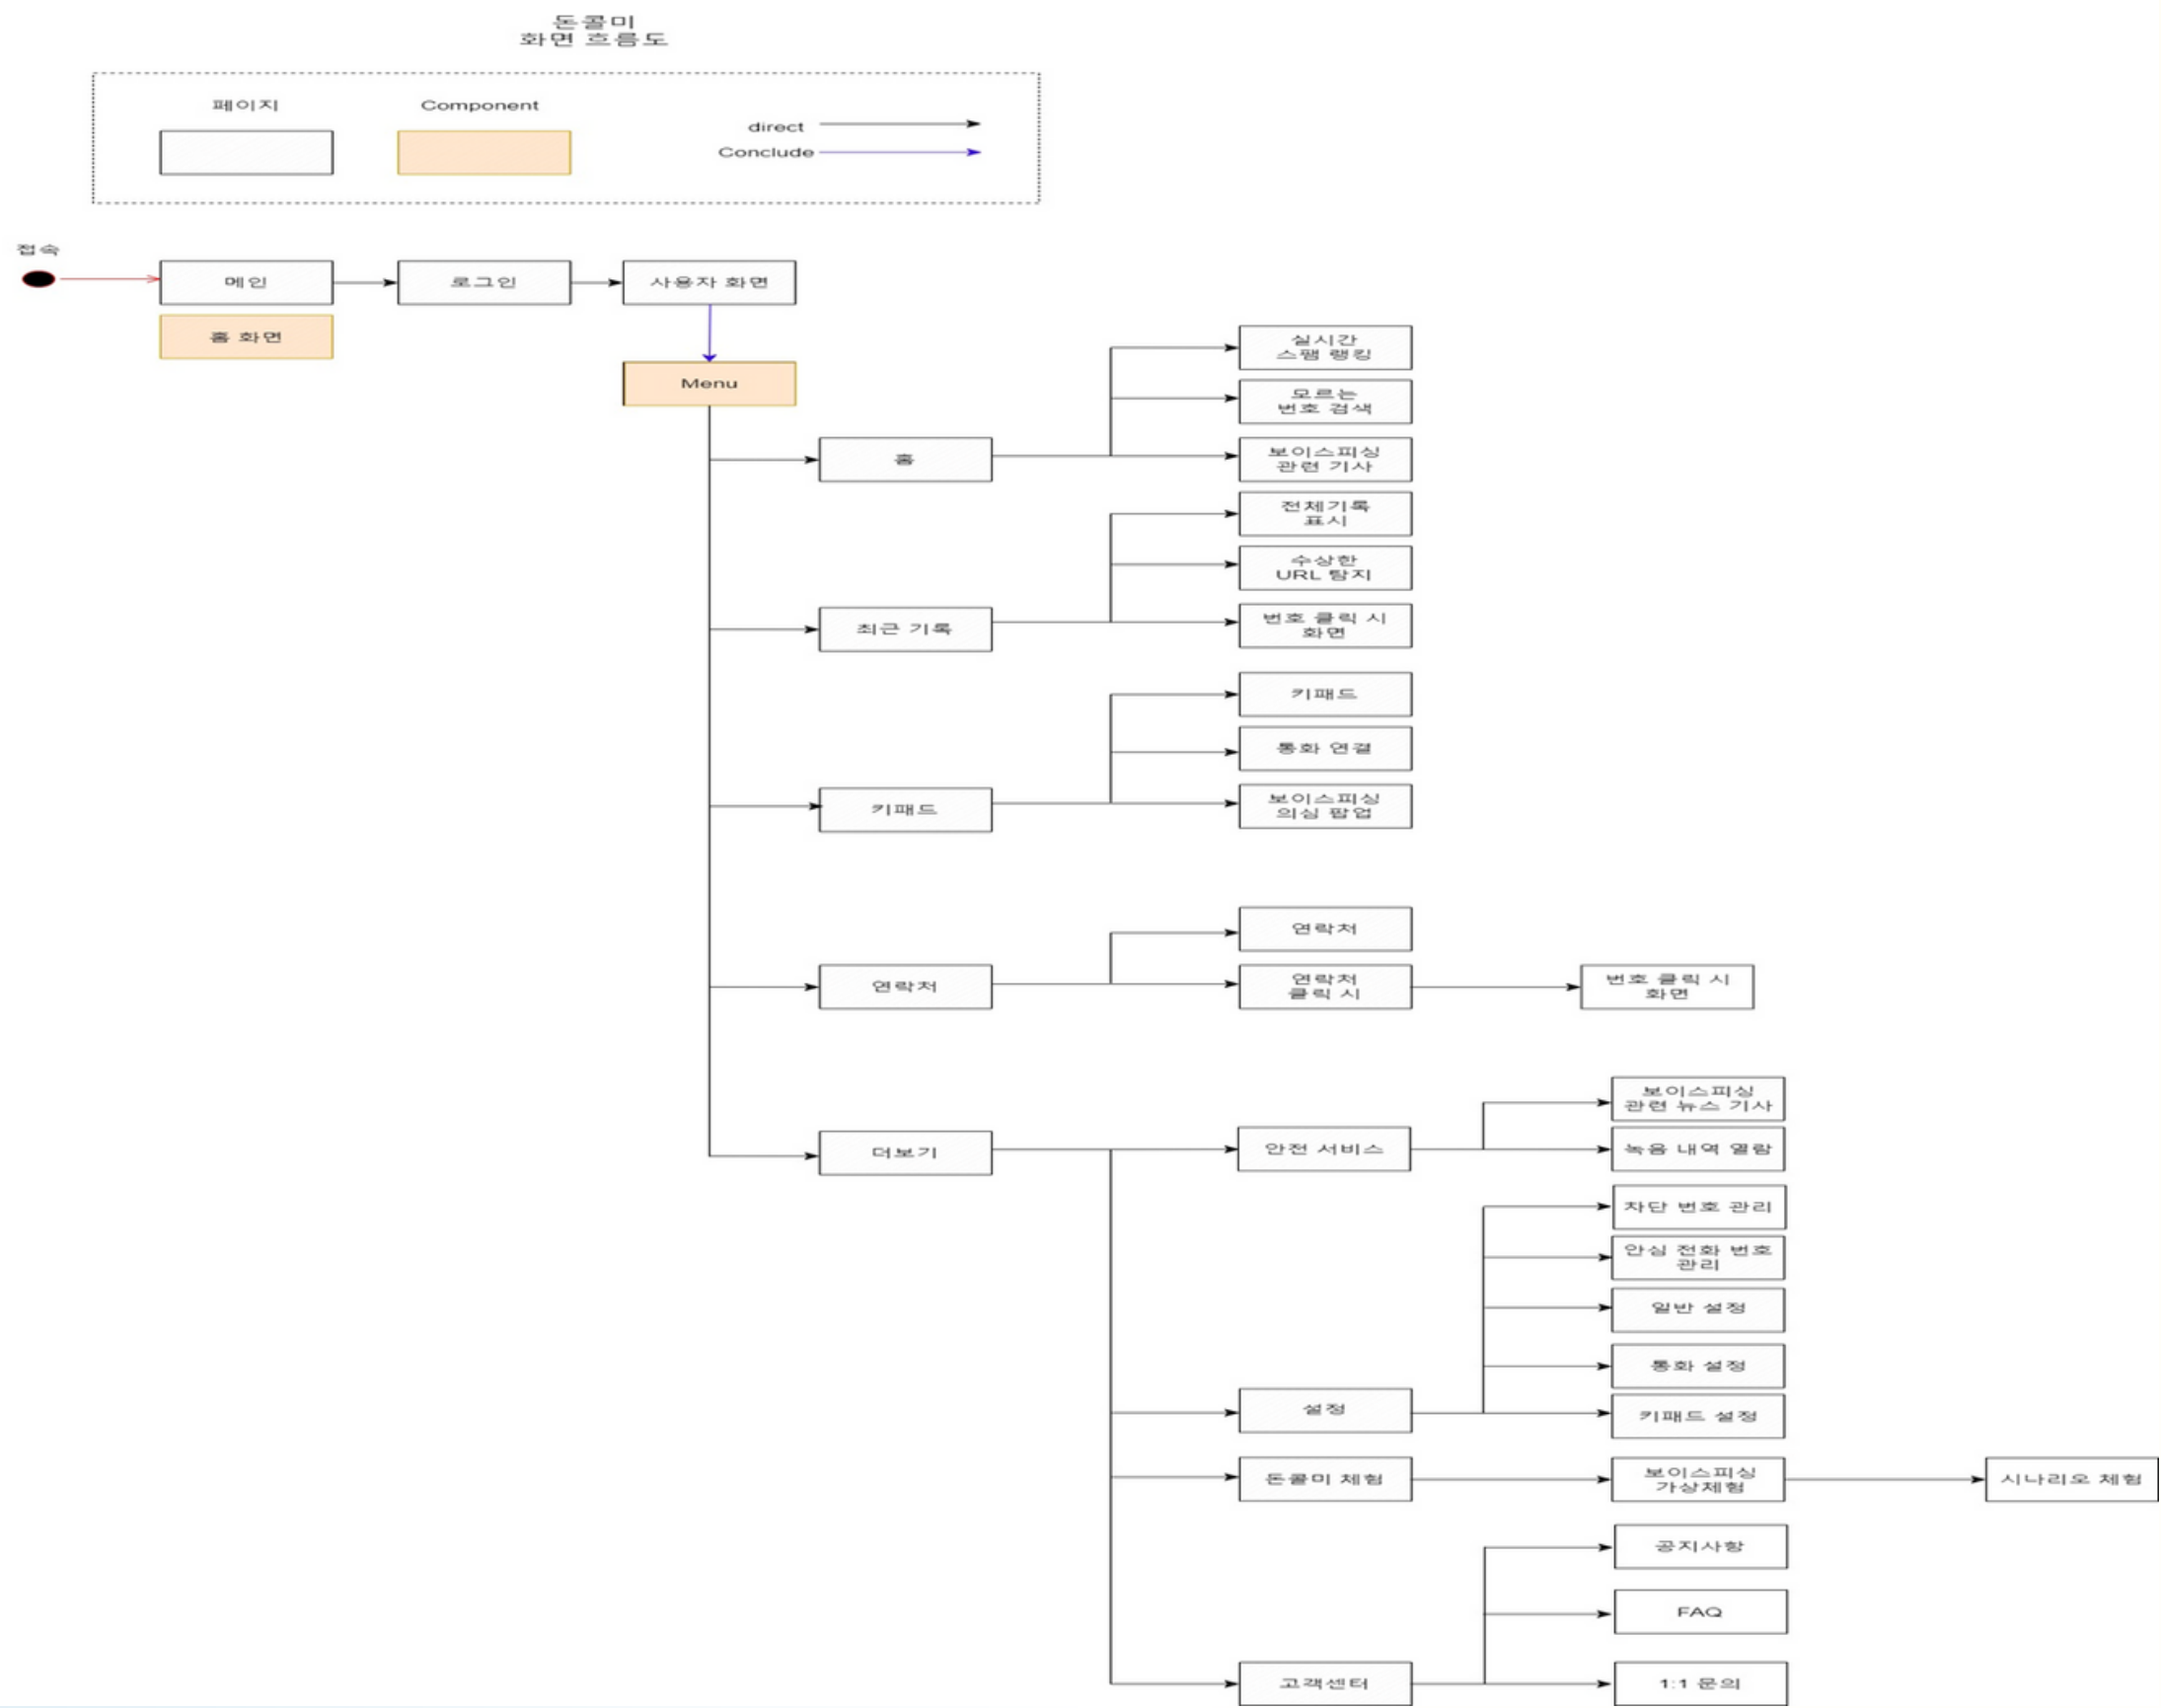 돈콜미
화면 흐름도
페이지
Component
direct
Conclude
접속
메인
로그인
사용자 화면
홈 화면
Menu
홈
실시간
스팸 랭킹
모르는
번호 검색
보이스피싱
관련 기사
최근 기록
전체기록
표시
수상한
URL 탐지
번호 클릭 시
화면
키패드
키패드
통화 연결
보이스피싱
의심 팝업
연락처
연락처
연락처
클릭 시
번호 클릭 시
화면
더보기
안전 서비스
보이스피싱
관련 뉴스 기사
녹음 내역 열람
설정
차단 번호 관리
안심 전화 번호
관리
일반 설정
통화 설정
키패드 설정
돈콜미 체험
보이스피싱
가상체험
시나리오 체험
고객센터
공지사항
FAQ
1:1 문의